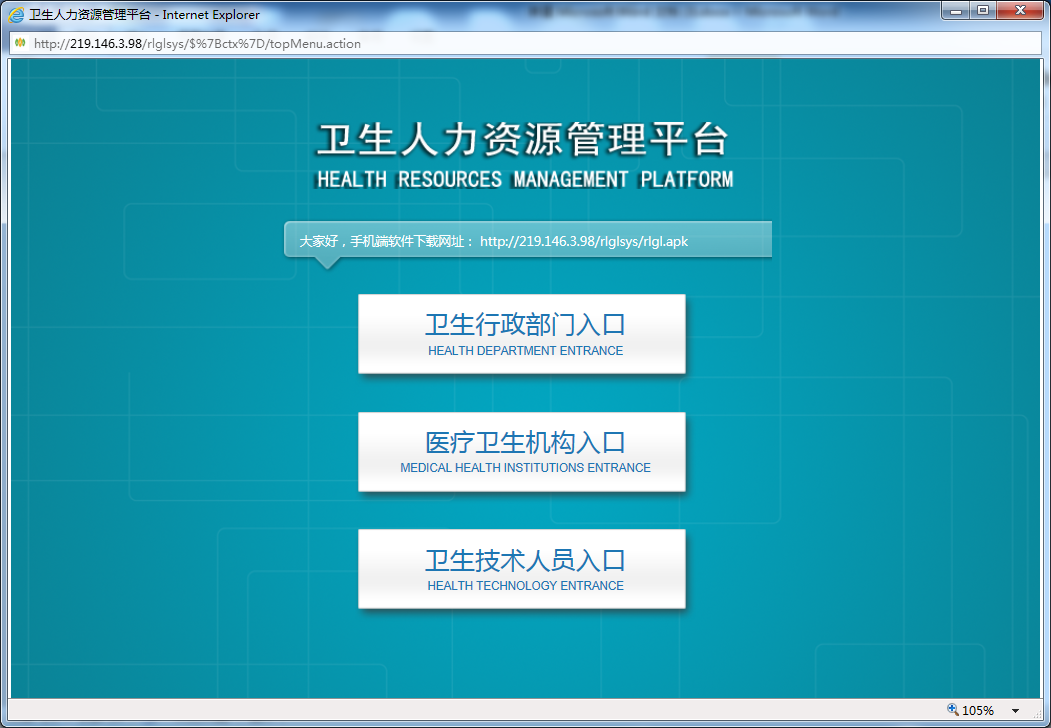 卫生人力资源管理平台 - Internet Explorer
http://219.146.3.98/rlglsys/$%7Bctx%7D/topMenu.action
卫生人力资源管理平台
HEALTH RESOURCES MANAGEMENT PLATFORM
大家好，手机端软件下载网址： http://219.146.3.98/rlglsys/rlgl.apk
卫生行政部门入口
HEALTH DEPARTMENT ENTRANCE
医疗卫生机构入口
MEDICAL HEALTH INSTITUTIONS ENTRANCE
卫生技术人员入口
HEALTH TECHNOLOGY ENTRANCE
105%